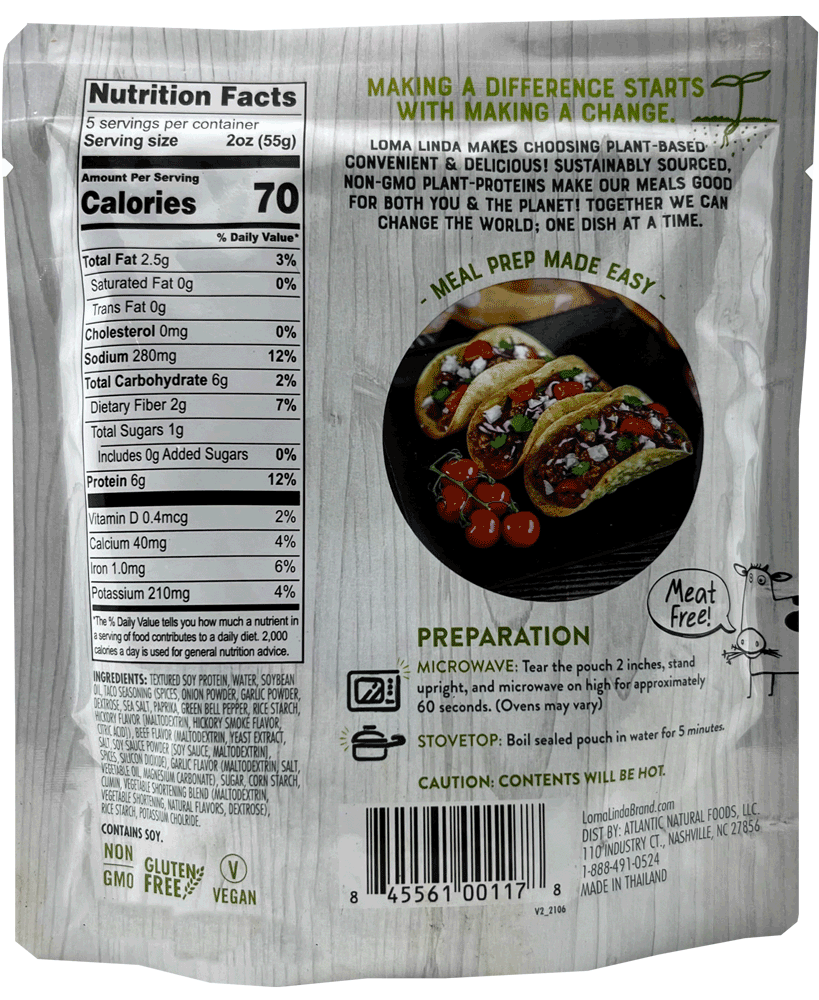 Nutrition Facts
5 servings per container
Serving size 2oz (55g)
Amount Per Serving
Calories 70
% Daily Value*
Total Fat 2.5g 3%
Saturated Fat 0g 0%
Trans Fat 0g
Cholesterol 0mg 0%
Sodium 280mg 12%
Total Carbohydrate 6g 2%
Dietary Fiber 2g 7%
Total Sugars 1g
Includes 0g Added Sugars 0%
Protein 6g 12%
Vitamin D 0.4mcg 2%
Calcium 40mg 4%
Iron 1.0mg 6%
Potassium 210mg 4%
*The % Daily Value tells you how much a nutrient in
a serving of food contributes to a daily diet. 2,000
calories a day is used for general nutrition advice.
INGREDIENTS: TEXTURED SOY PROTEIN, WATER, SOYBEAN
OIL, TACO SEASONING (SPICES, ONION POWDER, GARLIC POWDER,
DEXTROSE, SEA SALT, PAPRIKA, GREEN BELL PEPPER, RICE STARCH,
HICKORY FLAVOR [MALTODEXTRIN, HICKORY SMOKE FLAVOR,
CITRIC ACID]), BEEF FLAVOR (MALTODEXTRIN, YEAST EXTRACT,
SALT, SOY SAUCE POWDER [SOY SAUCE, MALTODEXTRIN],
SPICES, SILICON DIOXIDE), GARLIC FLAVOR (MALTODEXTRIN, SALT,
VEGETABLE OIL, MAGNESIUM CARBONATE), SUGAR, CORN STARCH,
CUMIN, VEGETABLE SHORTENING BLEND (MALTODEXTRIN,
VEGETABLE SHORTENING, NATURAL FLAVORS, DEXTROSE),
RICE STARCH, POTASSIUM CHOLRIDE.
CONTAINS SOY.
NON
GMO
GLUTEN
FREE
V
VEGAN
MAKING A DIFFERENCE STARTS
WITH MAKING A CHANGE.
LOMA LINDA MAKES CHOOSING PLANT-BASED
CONVENIENT & DELICIOUS! SUSTAINABLY SOURCED,
NON-GMO PLANT-PROTEINS MAKE OUR MEALS GOOD
FOR BOTH YOU & THE PLANET! TOGETHER WE CAN
CHANGE THE WORLD; ONE DISH AT A TIME.
- MEAL PREP MADE EASY -
Meat
Free!
PREPARATION
MICROWAVE: Tear the pouch 2 inches, stand
upright, and microwave on high for approximately
60 seconds. (Ovens may vary)
STOVETOP: Boil sealed pouch in water for 5 minutes.
CAUTION: CONTENTS WILL BE HOT.
8 45561 00117 8
V2_2106
LomaLindaBrand.com
DIST BY: ATLANTIC NATURAL FOODS, LLC.
110 INDUSTRY CT., NASHVILLE, NC 27856
1-888-491-0524
MADE IN THAILAND